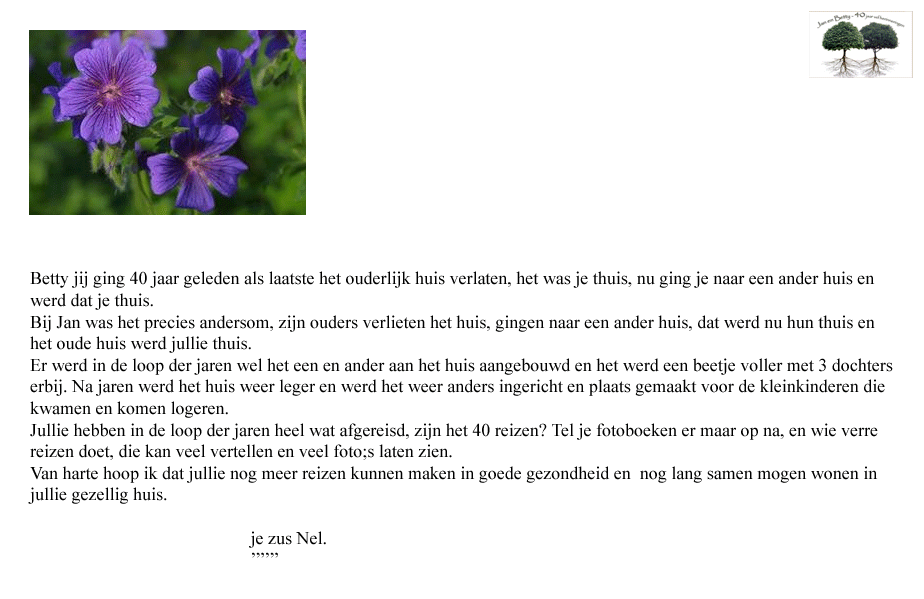 Jan en Betty - 40 jaar
Betty jij ging 40 jaar geleden als laatste het ouderlijk huis verlaten, het was je thuis, nu ging je naar een ander huis en
werd dat je thuis.
Bij Jan was het precies andersom, zijn ouders verlieten het huis, gingen naar een ander huis, dat werd nu hun thuis en
het oude huis werd jullie thuis.
Er werd in de loop der jaren wel het een en ander aan het huis aangebouwd en het werd een beetje voller met 3 dochters
erbij. Na jaren werd het huis weer leger en werd het weer anders ingericht en plaats gemaakt voor de kleinkinderen die
kwamen en komen logeren.
Jullie hebben in de loop der jaren heel wat afgereisd, zijn het 40 reizen? Tel je fotoboeken er maar op na, en wie verre
reizen doet, die kan veel vertellen en veel foto;s laten zien.
Van harte hoop ik dat jullie nog meer reizen kunnen maken in goede gezondheid en  nog lang samen mogen wonen in
jullie gezellig huis.
je zus Nel.
,,,,,,